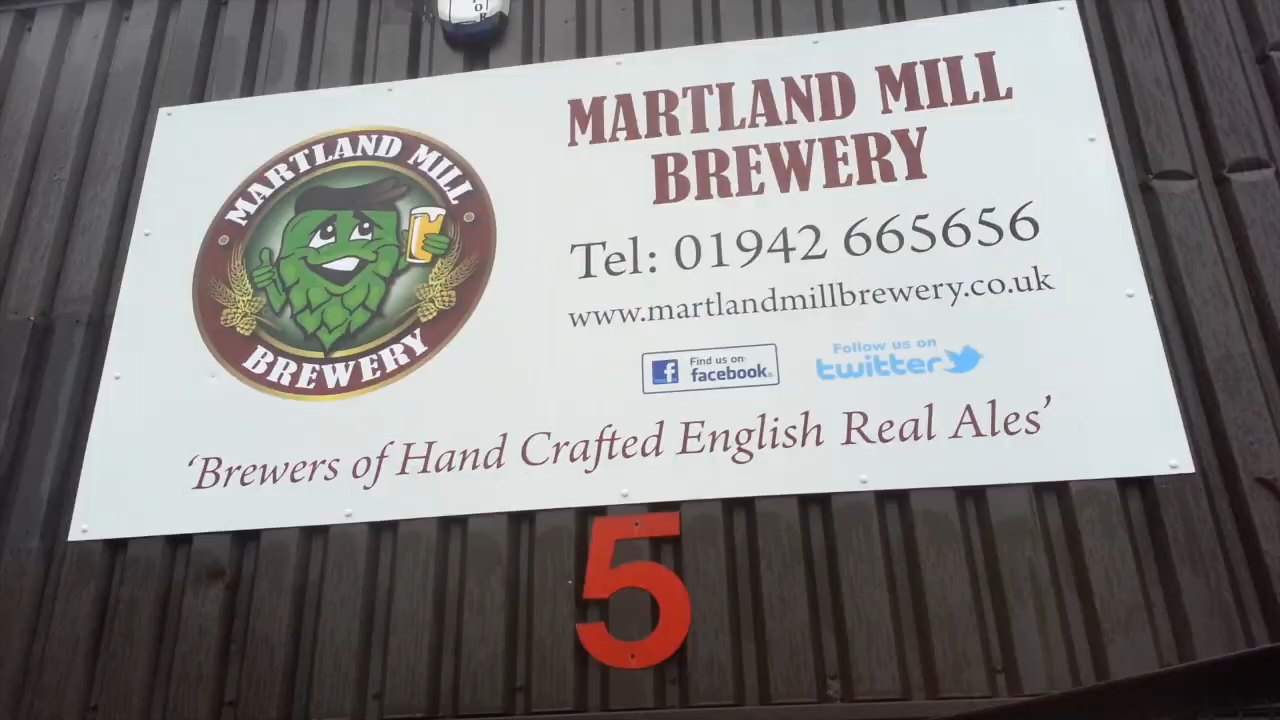 MARTLAND MILL
BREWERY
MARTLAND MILL
BREWERY
Tel: 01942 665656
www.martlandmillbrewery.co.uk
Find us on:
facebook
Follow us on
twitter
‘Brewers of Hand Crafted English Real Ales’
5